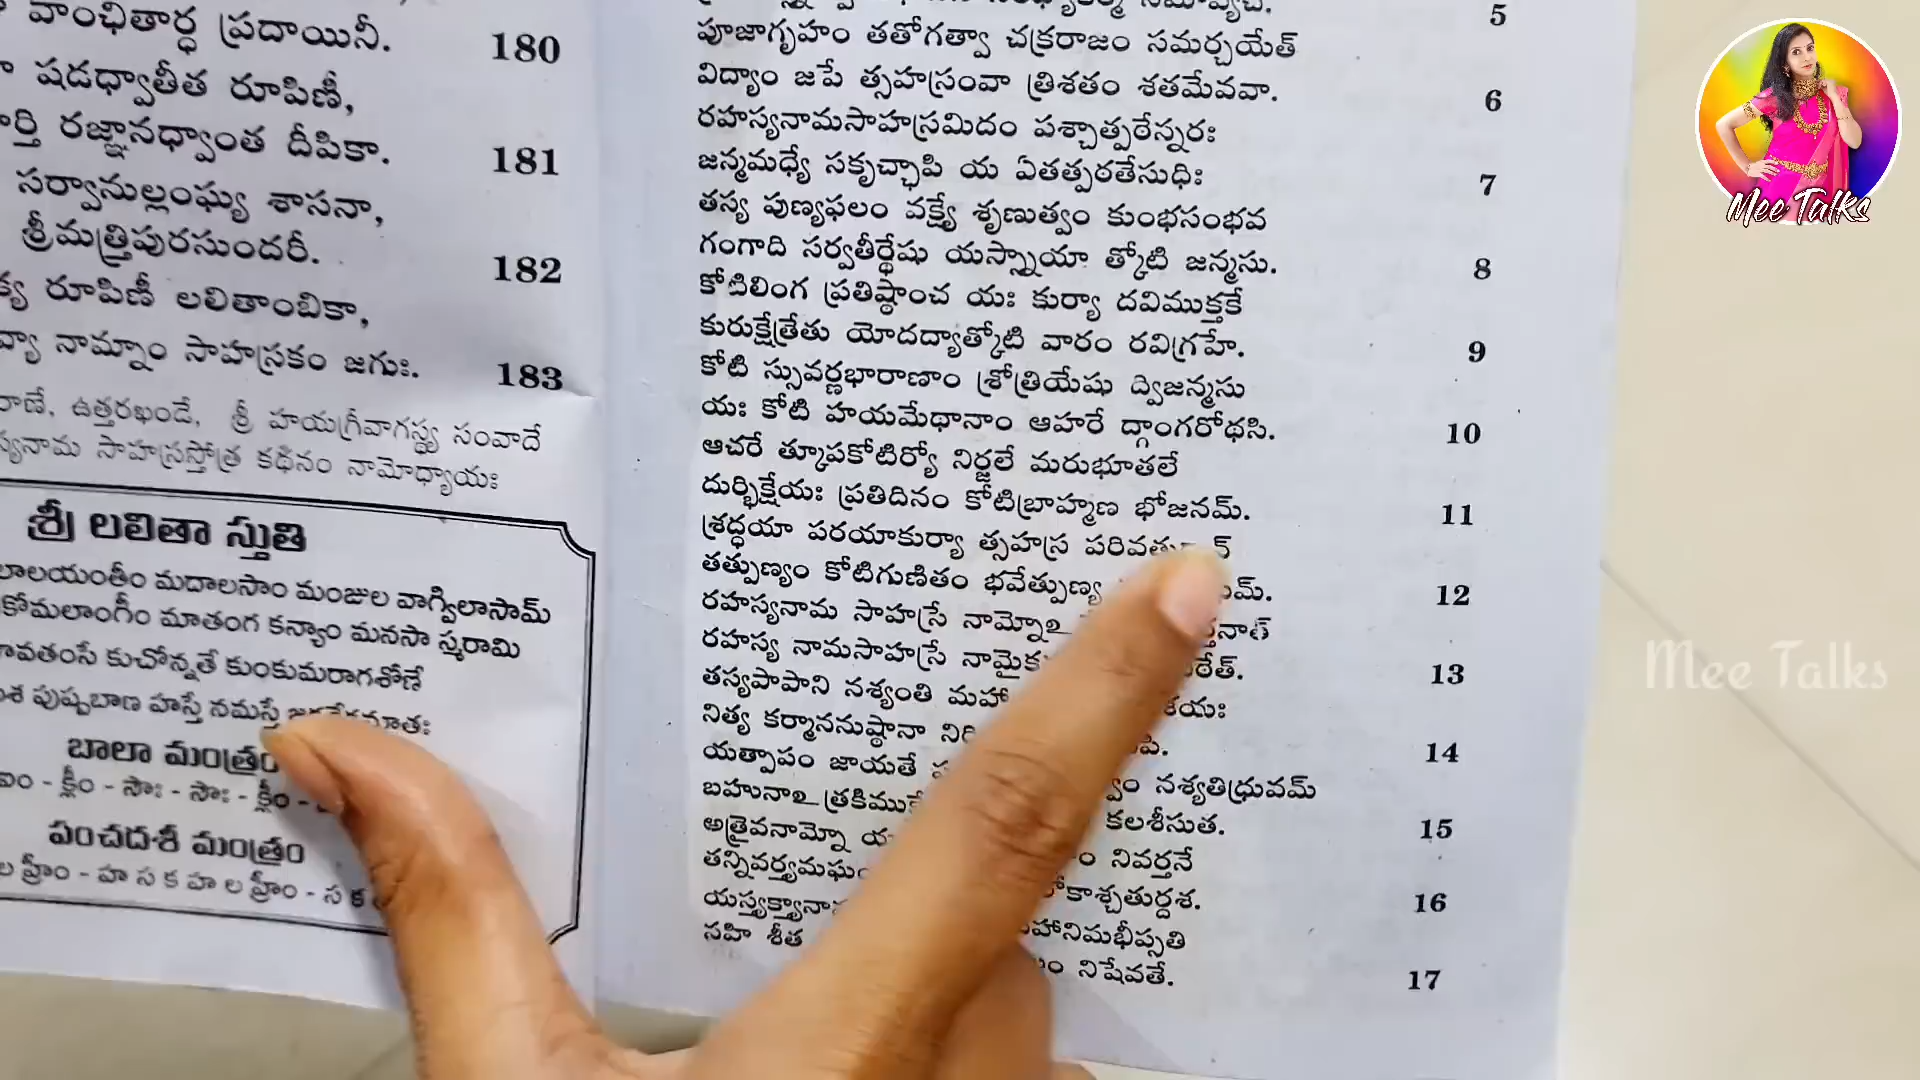 వాంఛితార్ధ ప్రదాయినీ. 180
షడధ్వాతీత రూపిణీ,
ర్తి రజ్ఞానధ్వాంత దీపికా. 181
సర్వానుల్లంఘ్య శాసనా,
శ్రీమత్త్రిపురసుందరీ. 182
క్య రూపిణీ లలితాంబికా,
వ్యా నామ్నాం సాహస్రకం జగుః. 183
రాణే, ఉత్తరఖండే, శ్రీ హయగ్రీవాగస్త్య సంవాదే
స్యనామ సాహస్రస్తోత్ర కథనం నామోధ్యాయః
శ్రీ లలితా స్తుతి
లాలయంతీం మదాలసాం మంజుల వాగ్విలాసామ్
కోమలాంగీం మాతంగ కన్యాం మనసా స్మరామి
వతంసే కుచోన్నతే కుంకుమరాగశోణే
పుష్పబాణ హస్తే నమస్తే
బాలా మంత్రం
ఐం - క్లీం - సౌః - సౌః - క్లీం -
పంచదశీ మంత్రం
ల హ్రీం - హ స క హ ల హ్రీం - స క
5
పూజాగృహం తతోగత్వా చక్రరాజం సమర్చయేత్
విద్యాం జపే త్సహస్రంవా త్రిశతం శతమేవవా. 6
రహస్యనామసాహస్రమిదం పశ్చాత్పఠేన్నరః
జన్మమధ్యే సకృచ్ఛాపి య ఏతత్పఠతేసుధిః 7
తస్య పుణ్యఫలం వక్ష్యే శృణుత్వం కుంభసంభవ
గంగాది సర్వతీర్థేషు యస్స్నాయా త్కోటి జన్మసు. 8
కోటిలింగ ప్రతిష్ఠాంచ యః కుర్యా దవిముక్తకే
కురుక్షేత్రేతు యోదద్యాత్కోటి వారం రవిగ్రహే. 9
కోటి స్సువర్ణభారాణాం శ్రోత్రియేషు ద్విజన్మసు
యః కోటి హయమేథానాం ఆహరే ద్గాంగరోథసి. 10
ఆచరే త్కూపకోటిర్యో నిర్జలే మరుభూతలే
దుర్భిక్షేయః ప్రతిదినం కోటిబ్రాహ్మణ భోజనమ్. 11
శ్రద్ధయా పరయాకుర్యా త్సహస్ర
తత్పుణ్యం కోటిగుణితం భవేత్పుణ్య 12
రహస్యనామ సాహస్రే నామ్నోఽ
రహస్య నామసాహస్రే 13
తస్యపాపాని నశ్యంతి
నిత్య కర్మాననుష్ఠానా 14
యత్పాపం జాయతే నశ్యతిధ్రువమ్
బహునాఽ కలశీసుత. 15
అత్రైవనామ్నో నివర్తనే
తన్నివర్త్యమఘం 16
సహి శీత నిషేవతే. 17
Mee Talks
Mee Talks